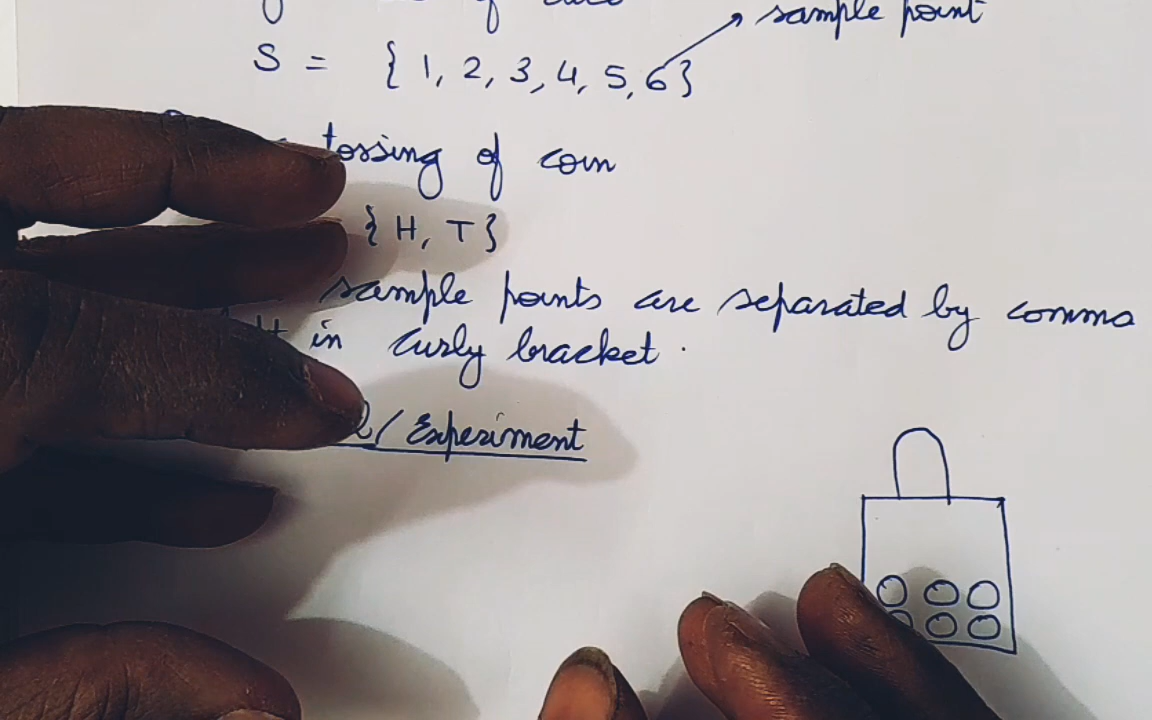 sample point
S = { 1, 2, 3, 4, 5, 6 }
tossing of coin
{ H, T }
sample points are separated by comma
in curly bracket.
/ Experiment